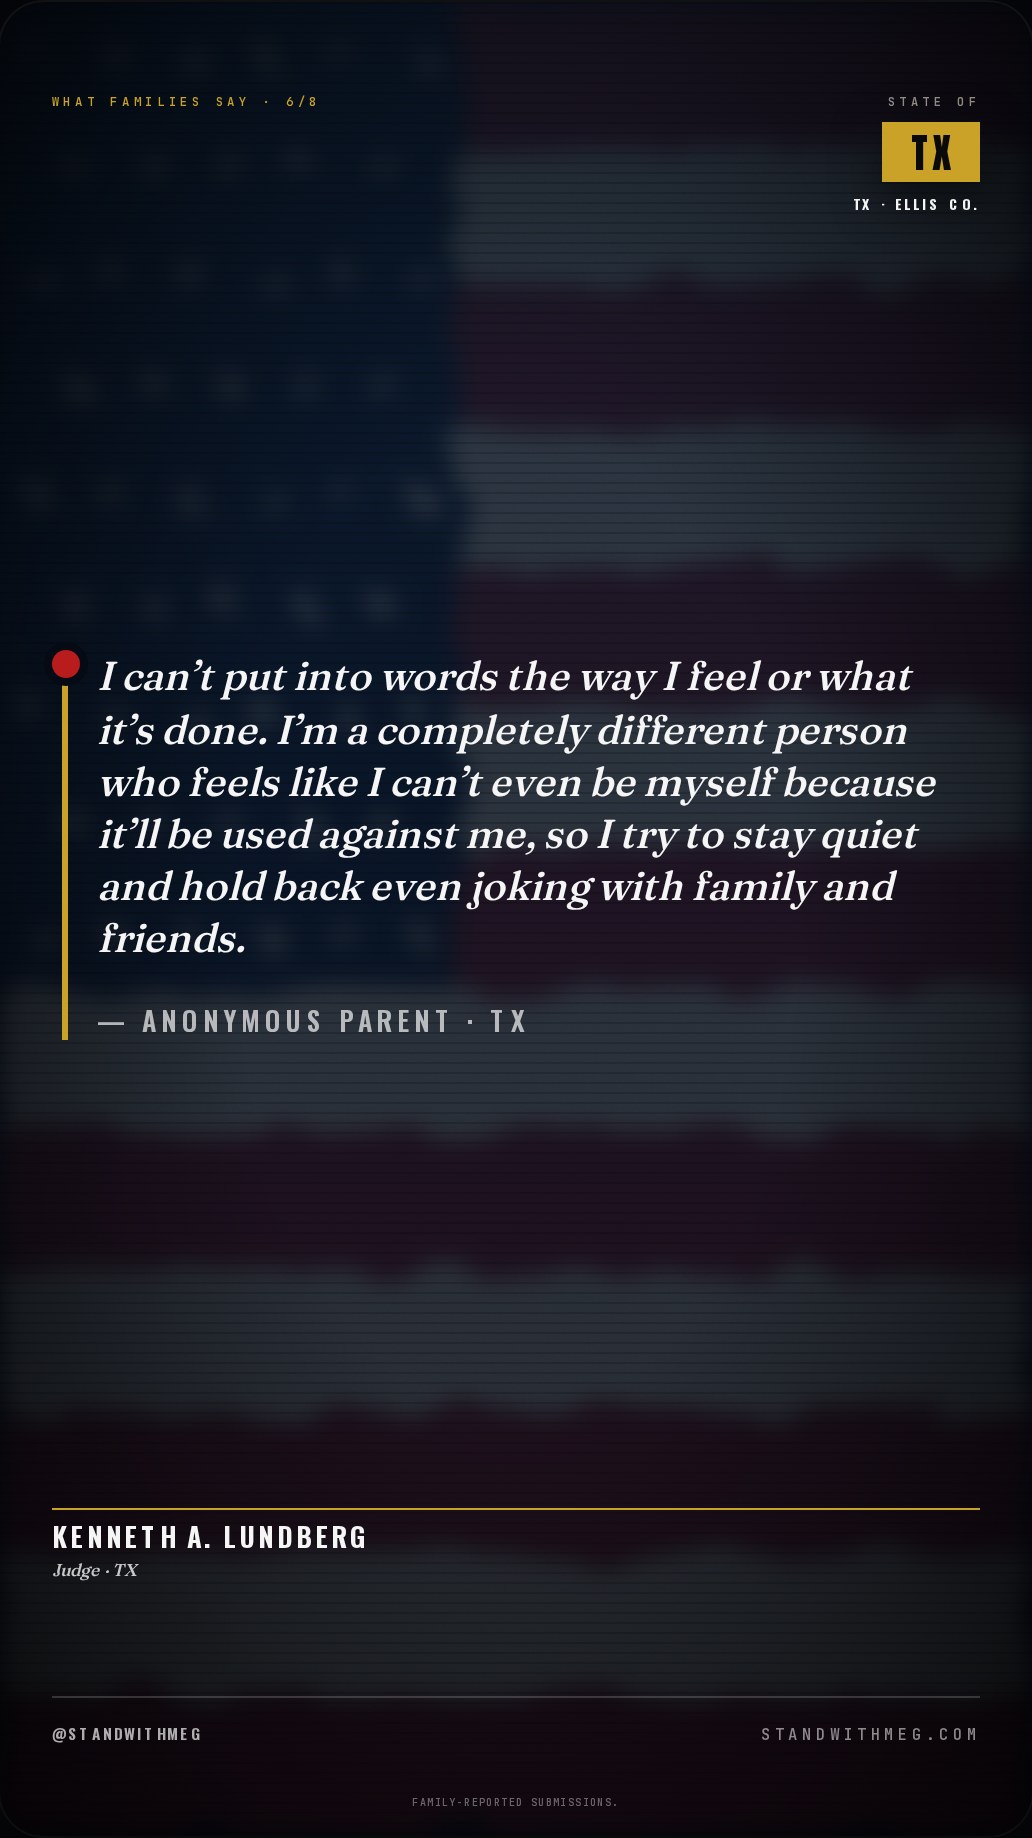 WHAT FAMILIES SAY · 6/8
STATE OF
TX
TX · ELLIS CO.
I can’t put into words the way I feel or what
it’s done. I’m a completely different person
who feels like I can’t even be myself because
it’ll be used against me, so I try to stay quiet
and hold back even joking with family and
friends.
— ANONYMOUS PARENT · TX
KENNETH A. LUNDBERG
Judge · TX
@STANDWITHMEG
STANDWITHMEG.COM
FAMILY-REPORTED SUBMISSIONS.